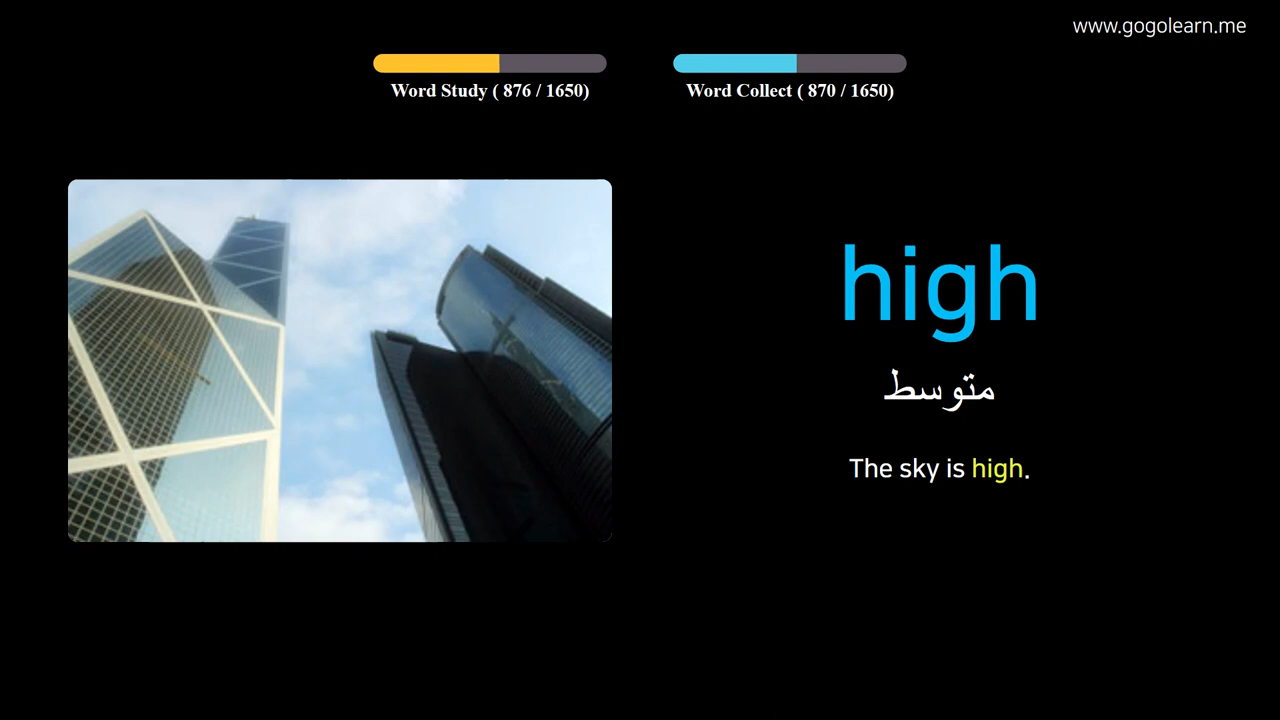 www.gogolearn.me
Word Study ( 876 / 1650)
Word Collect ( 870 / 1650)
high
متوسط
The sky is high.